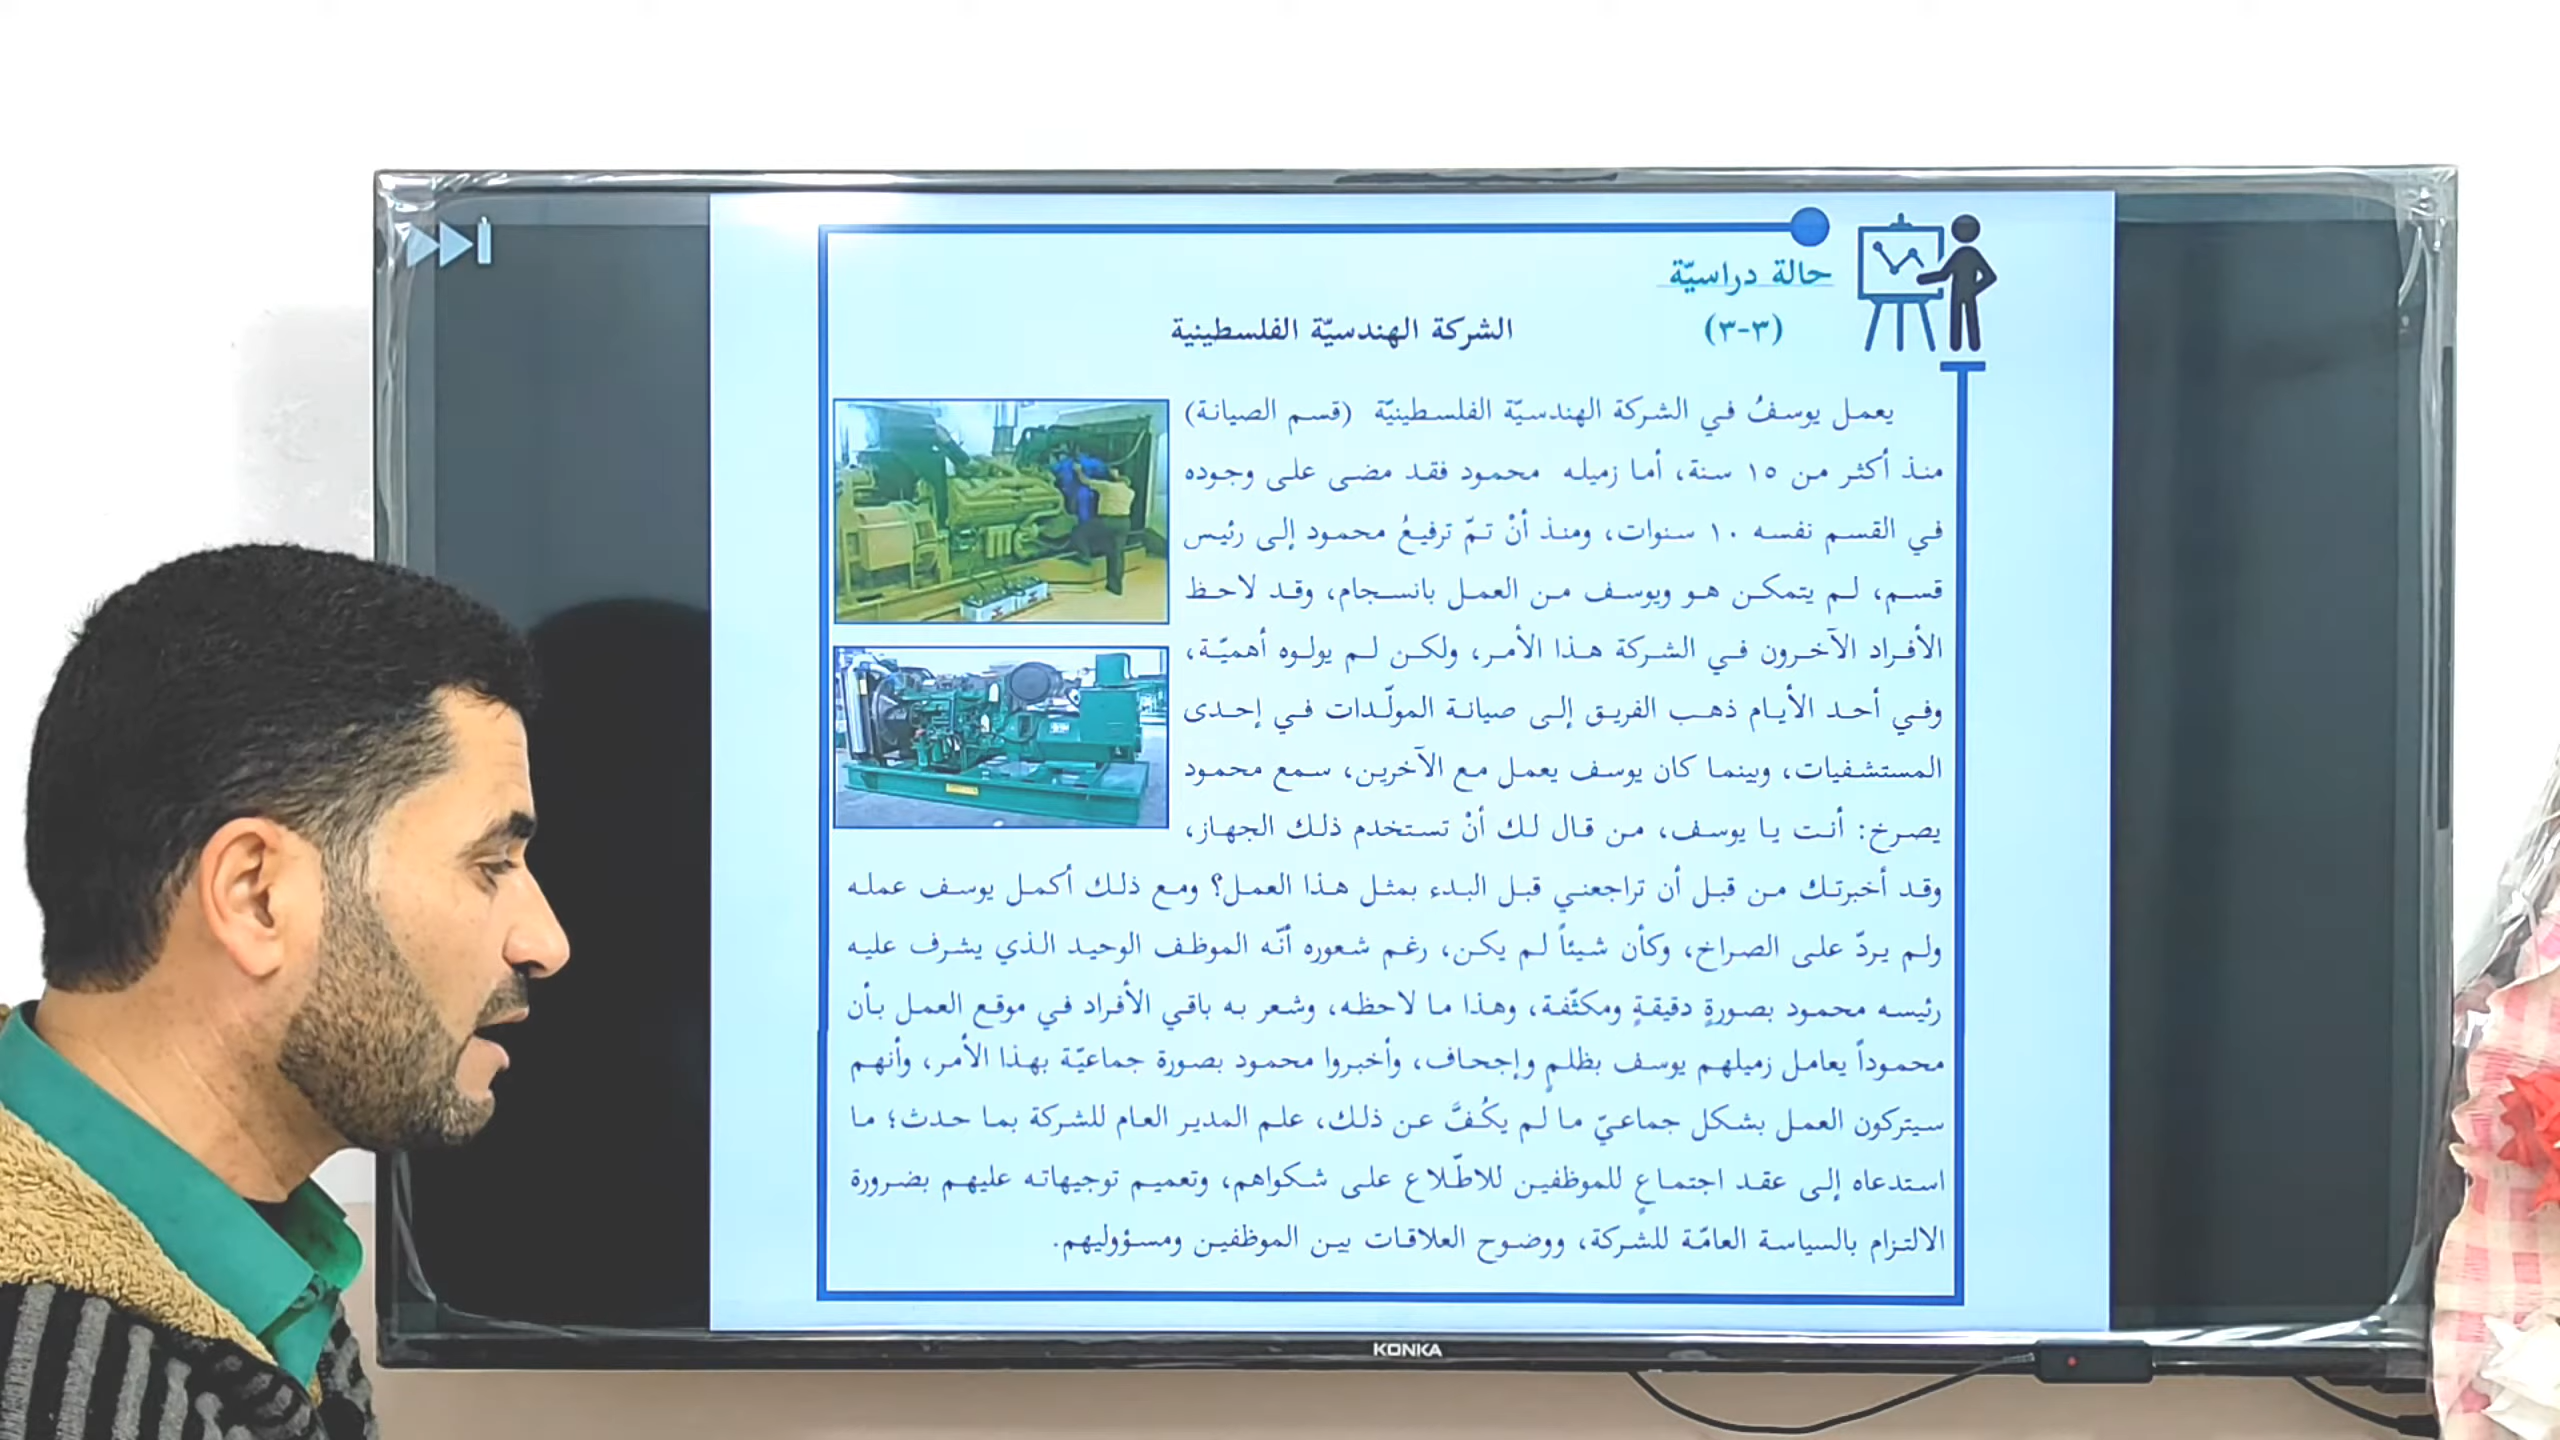 حالة دراسيّة
(٣-٣)
الشركة الهندسيّة الفلسطينية
يعمل يوسفُ في الشركة الهندسيّة الفلسطينيّة (قسم الصيانة)
منذ أكثر من ١٥ سنة، أما زميله محمود فقد مضى على وجوده
في القسم نفسه ١٠ سنوات، ومنذ أنْ تمّ ترفيعُ محمود إلى رئيس
قسم، لم يتمكن هو ويوسف من العمل بانسجام، وقد لاحظ
الأفراد الآخرون في الشركة هذا الأمر، ولكن لم يولوه أهميّة،
وفي أحد الأيام ذهب الفريق إلى صيانة المولّدات في إحدى
المستشفيات، وبينما كان يوسف يعمل مع الآخرين، سمع محمود
يصرخ: أنت يا يوسف، من قال لك أنْ تستخدم ذلك الجهاز،
وقد أخبرتك من قبل أن تراجعني قبل البدء بمثل هذا العمل؟ ومع ذلك أكمل يوسف عمله
ولم يردّ على الصراخ، وكأن شيئاً لم يكن، رغم شعوره أنّه الموظف الوحيد الذي يشرف عليه
رئيسه محمود بصورةٍ دقيقةٍ ومكثّفة، وهذا ما لاحظه، وشعر به باقي الأفراد في موقع العمل بأن
محموداً يعامل زميلهم يوسف بظلمٍ وإجحاف، وأخبروا محمود بصورة جماعيّة بهذا الأمر، وأنهم
سيتركون العمل بشكل جماعيّ ما لم يكُفَّ عن ذلك، علم المدير العام للشركة بما حدث؛ ما
استدعاه إلى عقد اجتماعٍ للموظفين للاطّلاع على شكواهم، وتعميم توجيهاته عليهم بضرورة
الالتزام بالسياسة العامّة للشركة، ووضوح العلاقات بين الموظفين ومسؤوليهم.
KONKA